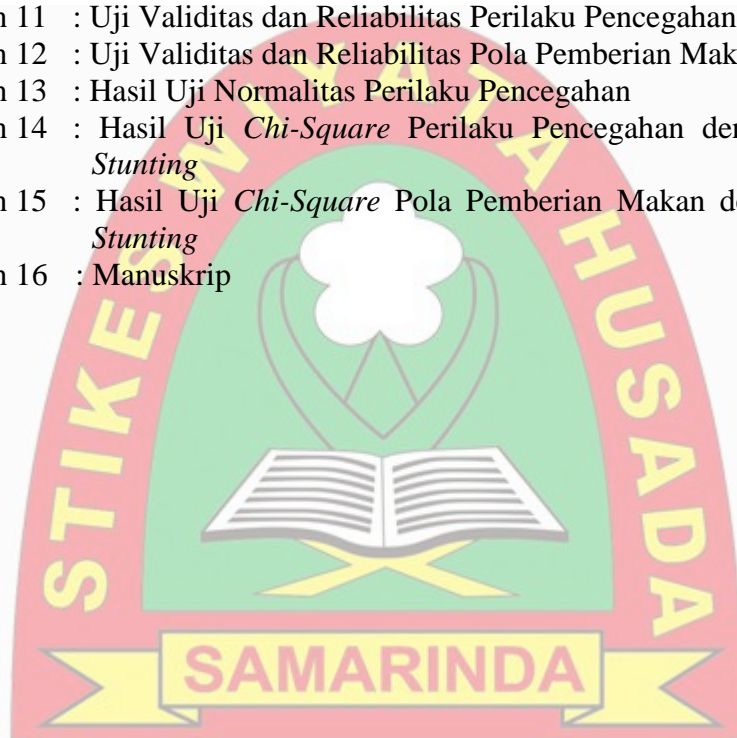 n 11 : Uji Validitas dan Reliabilitas Perilaku Pencegahan
n 12 : Uji Validitas dan Reliabilitas Pola Pemberian Mak
n 13 : Hasil Uji Normalitas Perilaku Pencegahan
n 14 : Hasil Uji Chi-Square Perilaku Pencegahan der
Stunting
n 15 : Hasil Uji Chi-Square Pola Pemberian Makan de
Stunting
n 16 : Manuskrip
STIKES WIYATA HUSADA
SAMARINDA